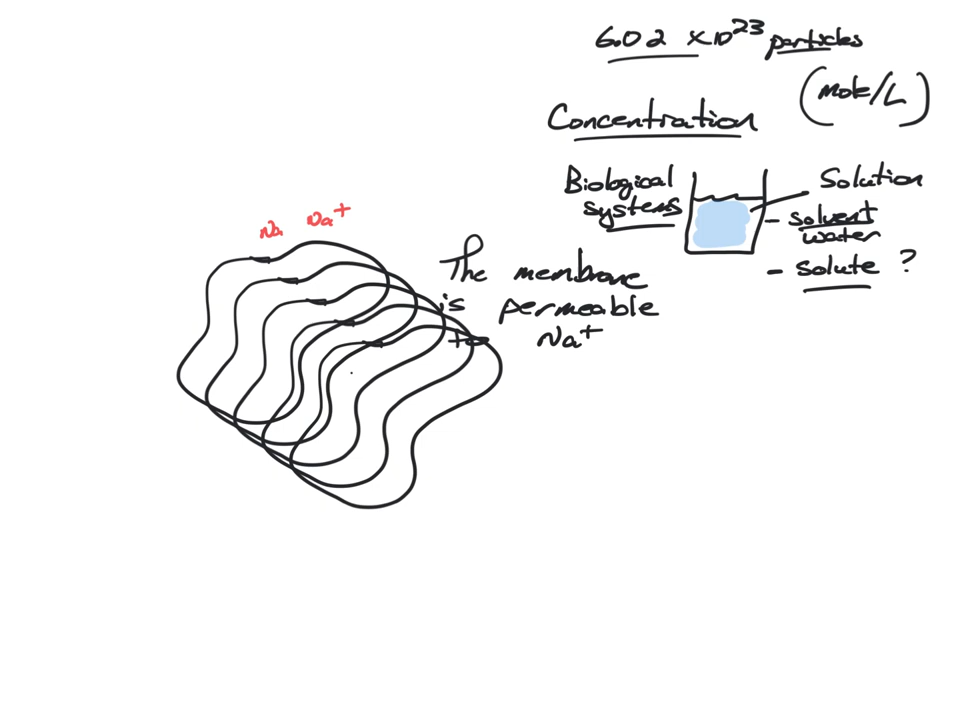 6.02 x10^23 particles
(mole/L)
Concentration
Biological
systems
Solution
- solvent
water
- solute ?
Na Na+
The membrane
is permeable
to Na+